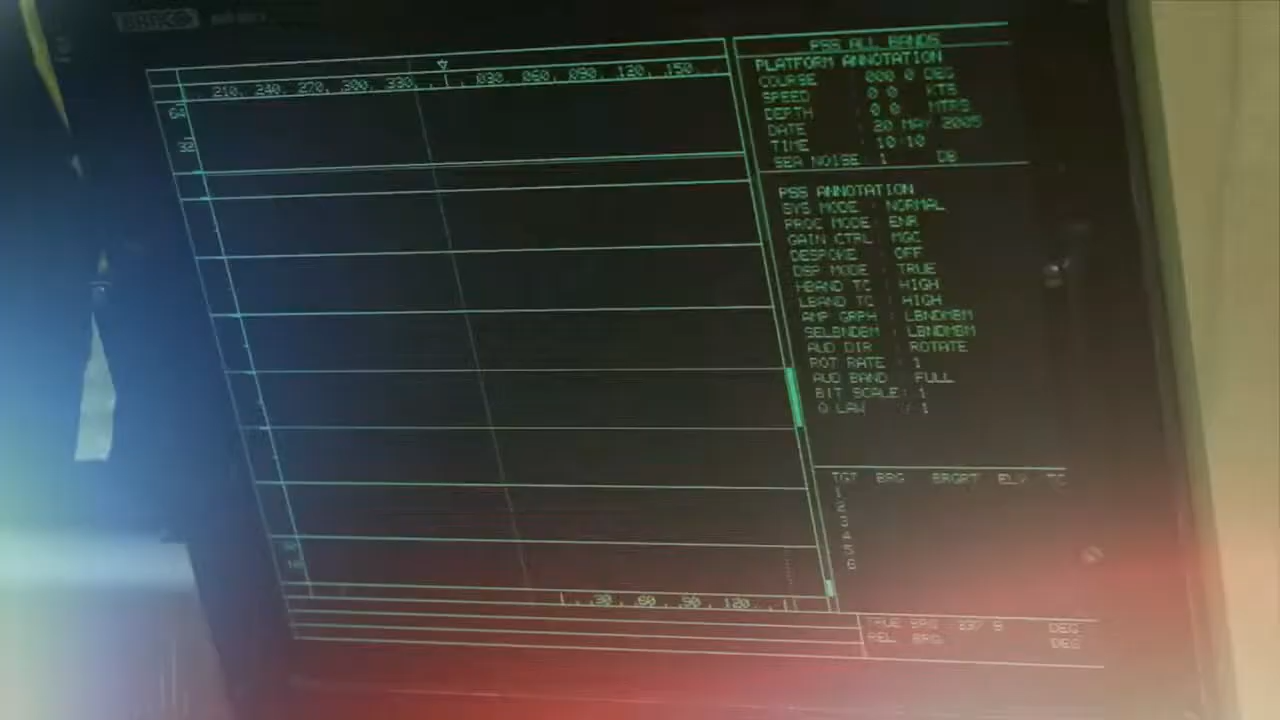 BARCO
210. 240. 270. 300. 330. 030. 060. 090. 120. 150.
64
32
30 . 60 . 90 . 120
PSS ALL BANDS
PLATFORM ANNOTATION
COURSE : 000 0 DEG
SPEED : 0 0 KTS
DEPTH : 0 0 MTRS
DATE : 20 MAY 2005
TIME : 10:10
SEA NOISE 1 DB
PSS ANNOTATION
SYS MODE : NORMAL
PROC MODE : ENR
GAIN CTRL : MGC
BESPOKE : OFF
DSP MODE : TRUE
HBAND TC : HIGH
LBAND TC : HIGH
AMP GRPH : LBNDMBM
SELBNDBM : LBNDMBM
AUD DIR : ROTATE
ROT RATE : 1
AUD BAND : FULL
BIT SCALE: 1
Q LAW : 1
TGT BRG BRGRT ELV TC
1
2
3
4
5
6
TRUE BRG DEG
REL BRG DEG